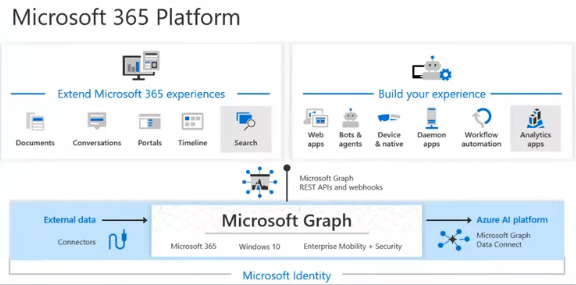 Microsoft 365 Platform
Extend Microsoft 365 experiences
Documents
Conversations
Portals
Timeline
Search
Build your experience
Web
apps
Bots &
agents
Device
& native
Daemon
apps
Workflow
automation
Analytics
apps
Microsoft Graph
REST APIs and webhooks
External data
Connectors
Microsoft Graph
Microsoft 365
Windows 10
Enterprise Mobility + Security
Azure AI platform
Microsoft Graph
Data Connect
Microsoft Identity